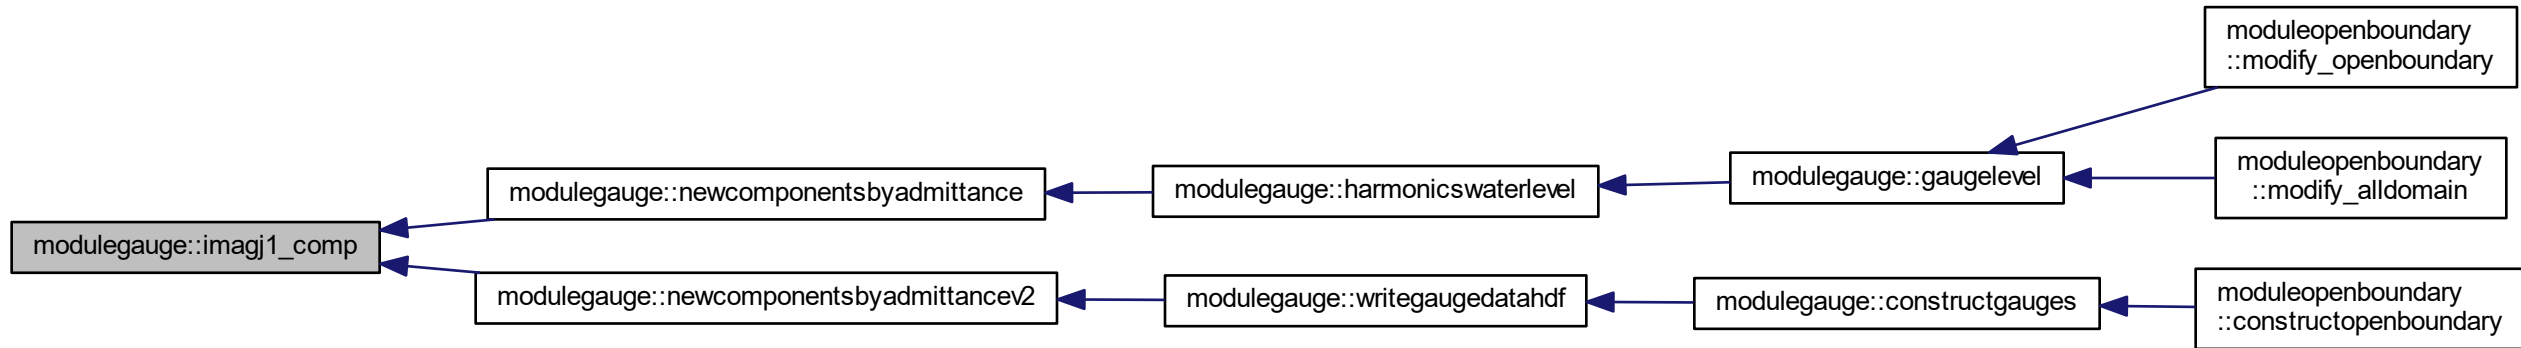 moduleopenboundary
::modify_openboundary
modulegauge::newcomponentsbyadmittance
modulegauge::harmonicswaterlevel
modulegauge::gaugelevel
moduleopenboundary
::modify_alldomain
modulegauge::imagj1_comp
modulegauge::newcomponentsbyadmittancev2
modulegauge::writegaugedatahdf
modulegauge::constructgauges
moduleopenboundary
::constructopenboundary